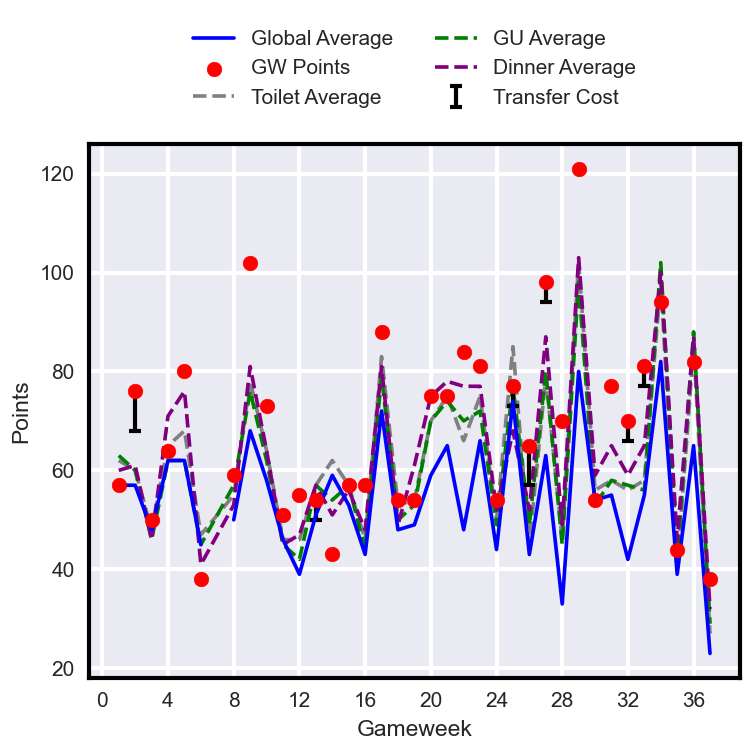 Global Average
GU Average
GW Points
Dinner Average
Toilet Average
Transfer Cost
120
100
80
60
40
20
Points
0 4 8 12 16 20 24 28 32 36
Gameweek